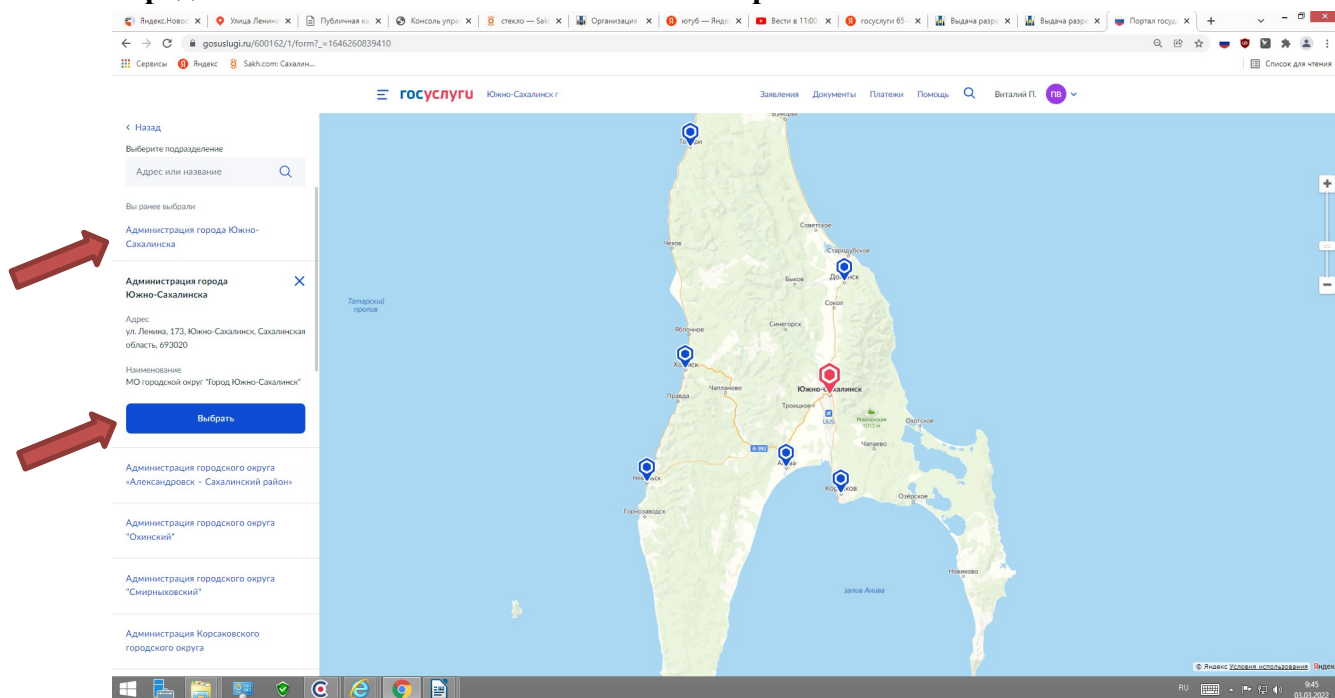 Яндекс.Новос
Улица Ленина
Публичная ка
Консоль упра
стекло — Sakh
Организация
ютуб — Яндек
Вести в 11:00
госуслуги 65
Выдача разре
Выдача разре
Портал госуд
gosuslugi.ru/600162/1/form?_=1646260839410
Сервисы Яндекс Sakh.com: Сахалин...
Список для чтения
госуслуги Южно-Сахалинск г
Заявления Документы Платежи Помощь Виталий П. ПВ
Назад
Выберите подразделение
Адрес или название
Вы ранее выбрали
Администрация города Южно-
Сахалинска
Администрация города
Южно-Сахалинска
Адрес
ул. Ленина, 173, Южно-Сахалинск, Сахалинская
область, 693020
Наименование
МО городской округ "Город Южно-Сахалинск"
Выбрать
Администрация городского округа
«Александровск – Сахалинский район»
Администрация городского округа
"Охинский"
Администрация городского округа
"Смирныховский"
Администрация Корсаковского
городского округа
Взморье
Советское
Чехов
Стародубское
Быков
Татарский
пролив
Сокол
Синегорск
Яблочное
Чапланово
Южно-Сахалинск
Правда
Троицкое
UUS
Майорская
1015 м
Охотское
Чапаево
А-392
Озёрское
Горнозаводск
Новиково
залив Анива
© Яндекс Условия использования Яндек
RU
9:45
03.03.2022